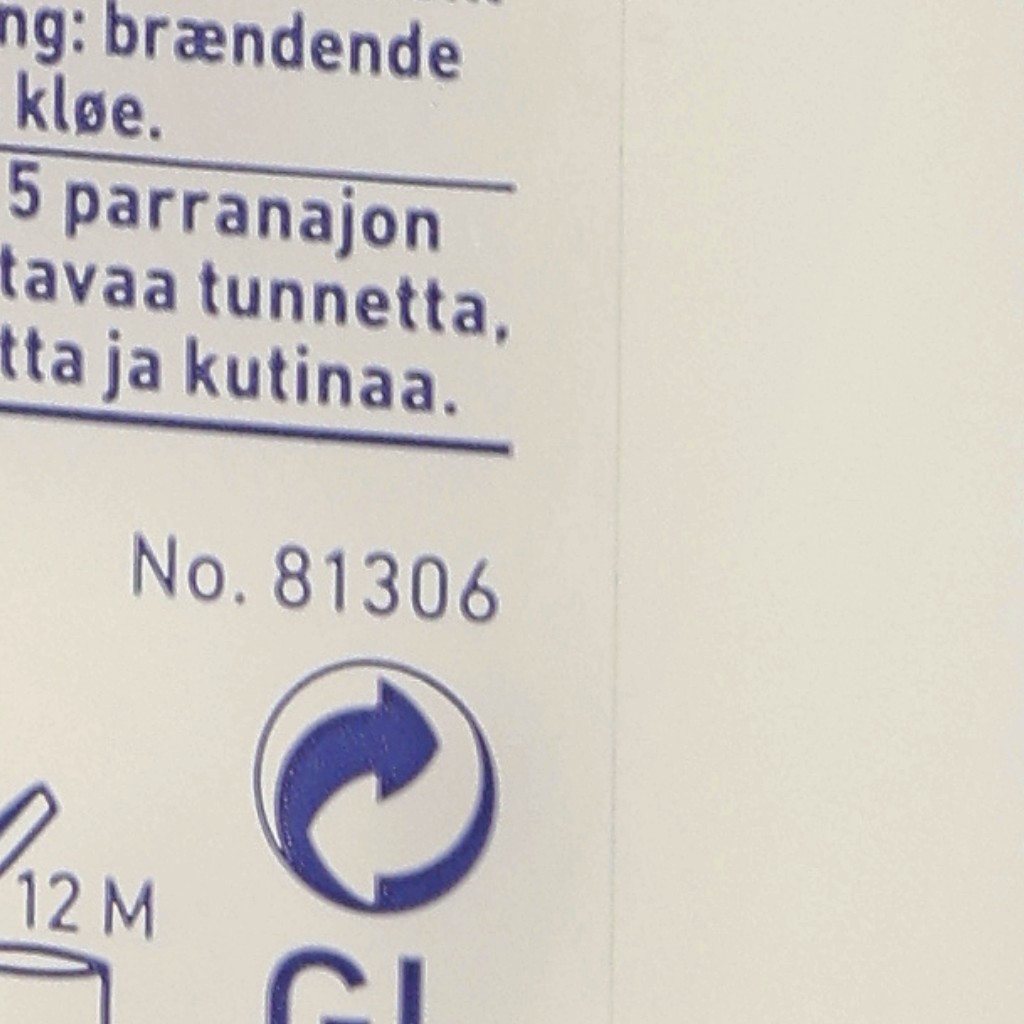 ng: brændende
kløe.
5 parranajon
tavaa tunnetta,
tta ja kutinaa.
No. 81306
12 M